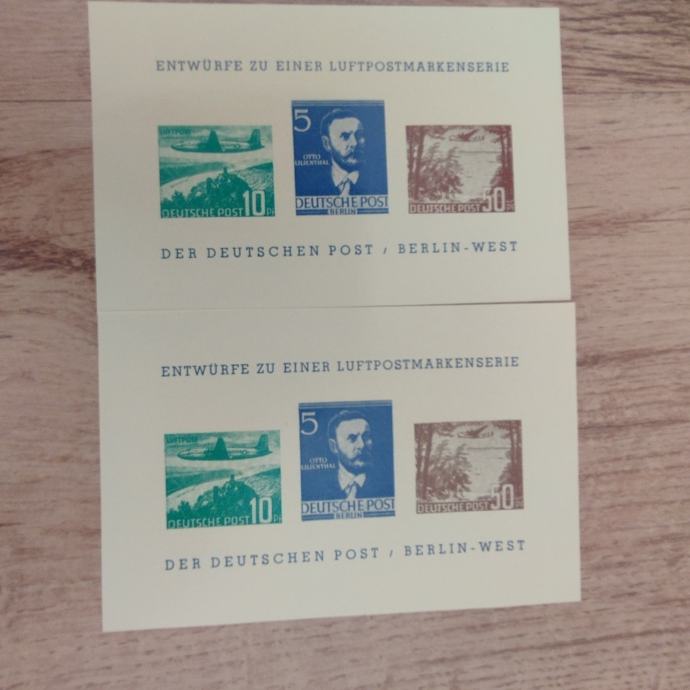 ENTWÜRFE ZU EINER LUFTPOSTMARKENSERIE
LUFTPOST
DEUTSCHE POST 10 Pf
5
OTTO
LILIENTHAL
DEUTSCHE POST
BERLIN
DEUTSCHE POST 50
DER DEUTSCHEN POST / BERLIN-WEST
ENTWÜRFE ZU EINER LUFTPOSTMARKENSERIE
LUFTPOST
DEUTSCHE POST 10 Pf
5
OTTO
LILIENTHAL
DEUTSCHE POST
BERLIN
DEUTSCHE POST 50
DER DEUTSCHEN POST / BERLIN-WEST